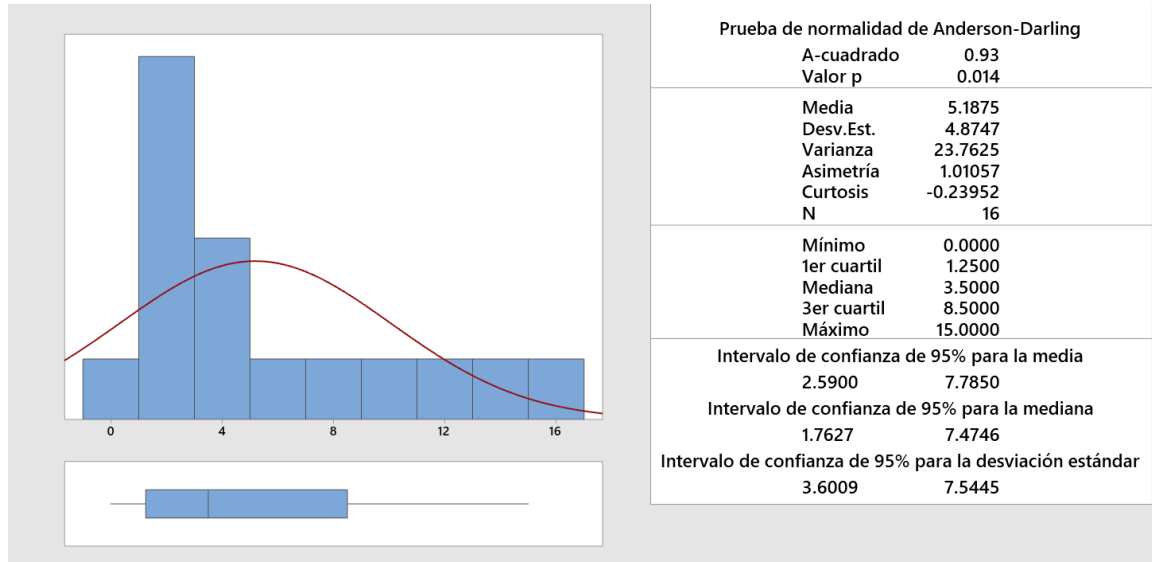 0 4 8 12 16
Prueba de normalidad de Anderson-Darling
A-cuadrado 0.93
Valor p 0.014
Media 5.1875
Desv.Est. 4.8747
Varianza 23.7625
Asimetría 1.01057
Curtosis -0.23952
N 16
Mínimo 0.0000
1er cuartil 1.2500
Mediana 3.5000
3er cuartil 8.5000
Máximo 15.0000
Intervalo de confianza de 95% para la media
2.5900 7.7850
Intervalo de confianza de 95% para la mediana
1.7627 7.4746
Intervalo de confianza de 95% para la desviación estándar
3.6009 7.5445